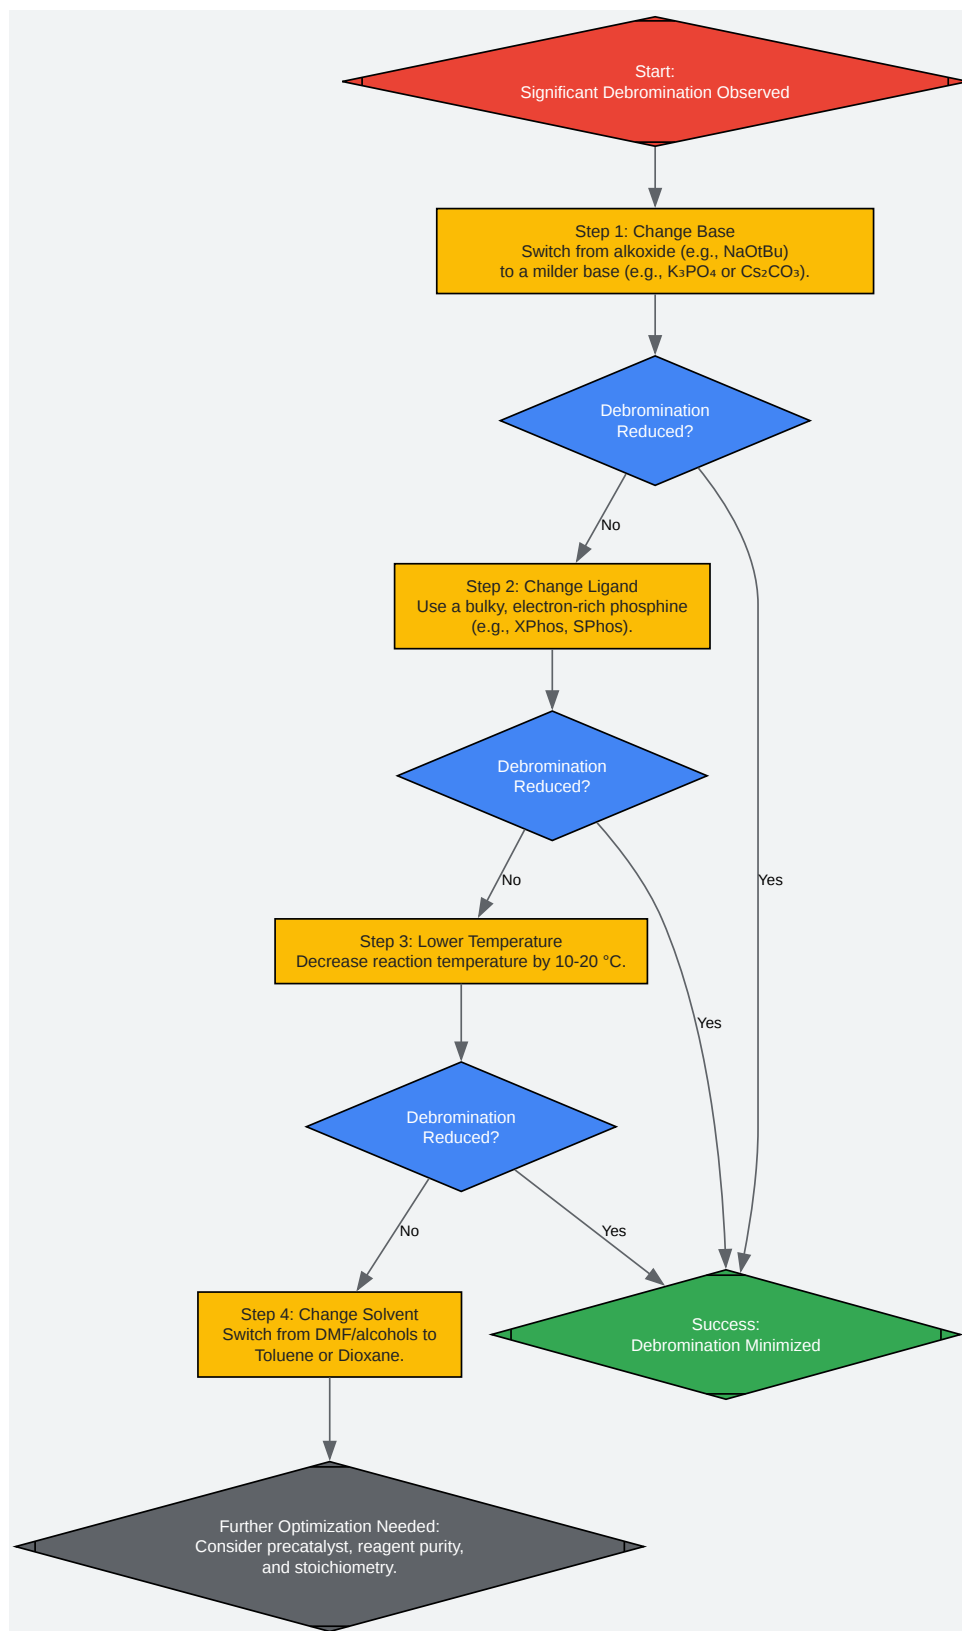 Start:
Significant Debromination Observed
Step 1: Change Base
Switch from alkoxide (e.g., NaOtBu)
to a milder base (e.g., K₃PO₄ or Cs₂CO₃).
Debromination
Reduced?
No
Step 2: Change Ligand
Use a bulky, electron-rich phosphine
(e.g., XPhos, SPhos).
Debromination
Reduced?
No
Yes
Step 3: Lower Temperature
Decrease reaction temperature by 10-20 °C.
Yes
Debromination
Reduced?
No
Yes
Step 4: Change Solvent
Switch from DMF/alcohols to
Toluene or Dioxane.
Success:
Debromination Minimized
Further Optimization Needed:
Consider precatalyst, reagent purity,
and stoichiometry.